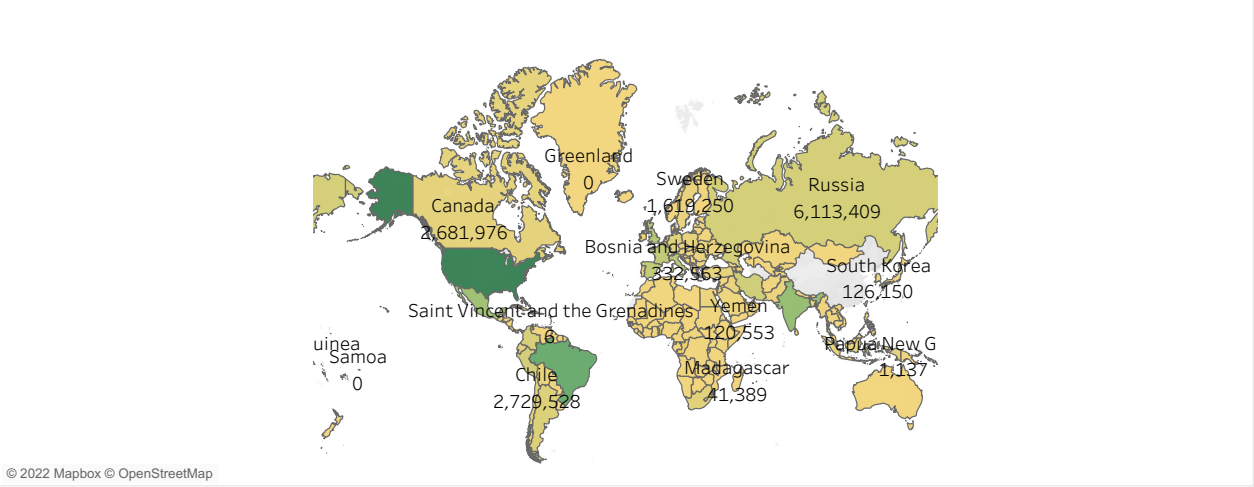 Greenland
0
Sweden
1,619,250
Russia
6,113,409
Canada
2,681,976
Bosnia and Herzegovina
332,563
South Korea
126,150
Saint Vincent and the Grenadines
6
Yemen
120,553
uinea
Samoa
0
Papua New G
1,137
Chile
2,729,528
Madagascar
41,389
© 2022 Mapbox © OpenStreetMap